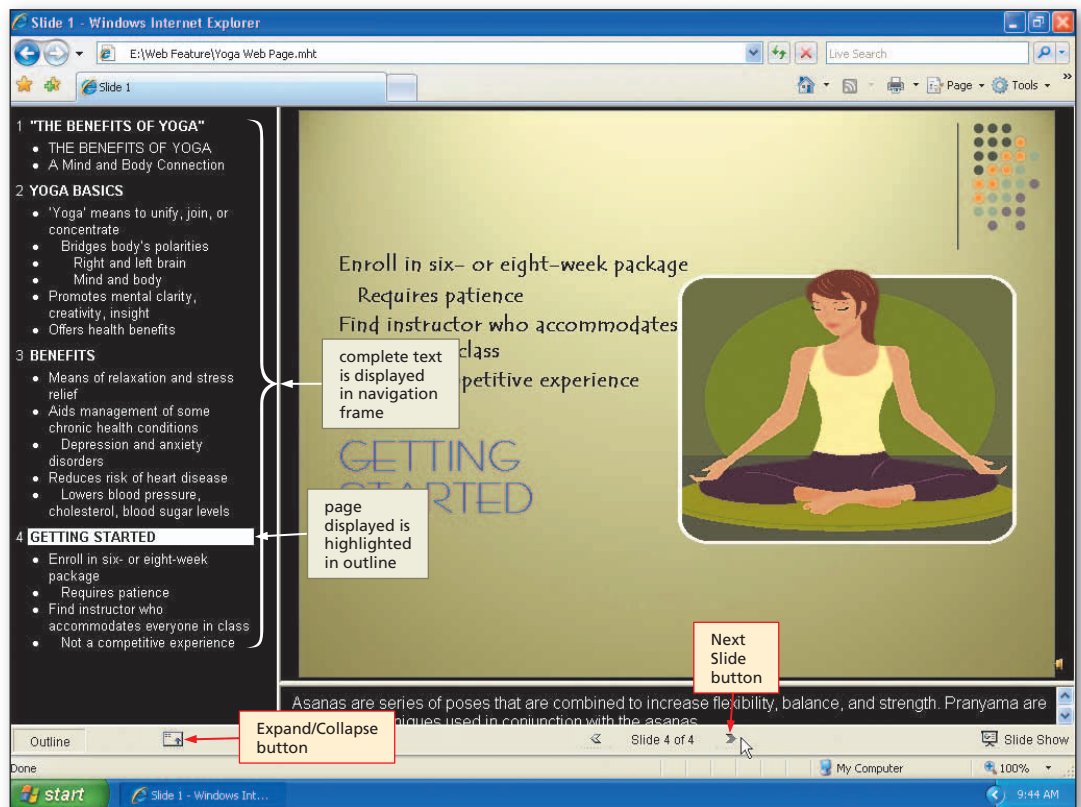 Slide 1 - Windows Internet Explorer
E:\Web Feature\Yoga Web Page.mht
Live Search
Slide 1
Page
Tools
»
1 "THE BENEFITS OF YOGA"
• THE BENEFITS OF YOGA
• A Mind and Body Connection
2 YOGA BASICS
• 'Yoga' means to unify, join, or
concentrate
• Bridges body's polarities
• Right and left brain
• Mind and body
• Promotes mental clarity,
creativity, insight
• Offers health benefits
3 BENEFITS
• Means of relaxation and stress
relief
• Aids management of some
chronic health conditions
• Depression and anxiety
disorders
• Reduces risk of heart disease
• Lowers blood pressure,
cholesterol, blood sugar levels
4 GETTING STARTED
• Enroll in six- or eight-week
package
• Requires patience
• Find instructor who
accommodates everyone in class
• Not a competitive experience
complete text
is displayed
in navigation
frame
page
displayed is
highlighted
in outline
Enroll in six- or eight-week package
Requires patience
Find instructor who accommodates
class
petitive experience
GETTING
STARTED
Next
Slide
button
Asanas are series of poses that are combined to increase flexibility, balance, and strength. Pranyama are
niques used in conjunction with the asanas.
Expand/Collapse
button
Outline
Slide 4 of 4
Slide Show
Done
My Computer
100%
start
Slide 1 - Windows Int...
9:44 AM